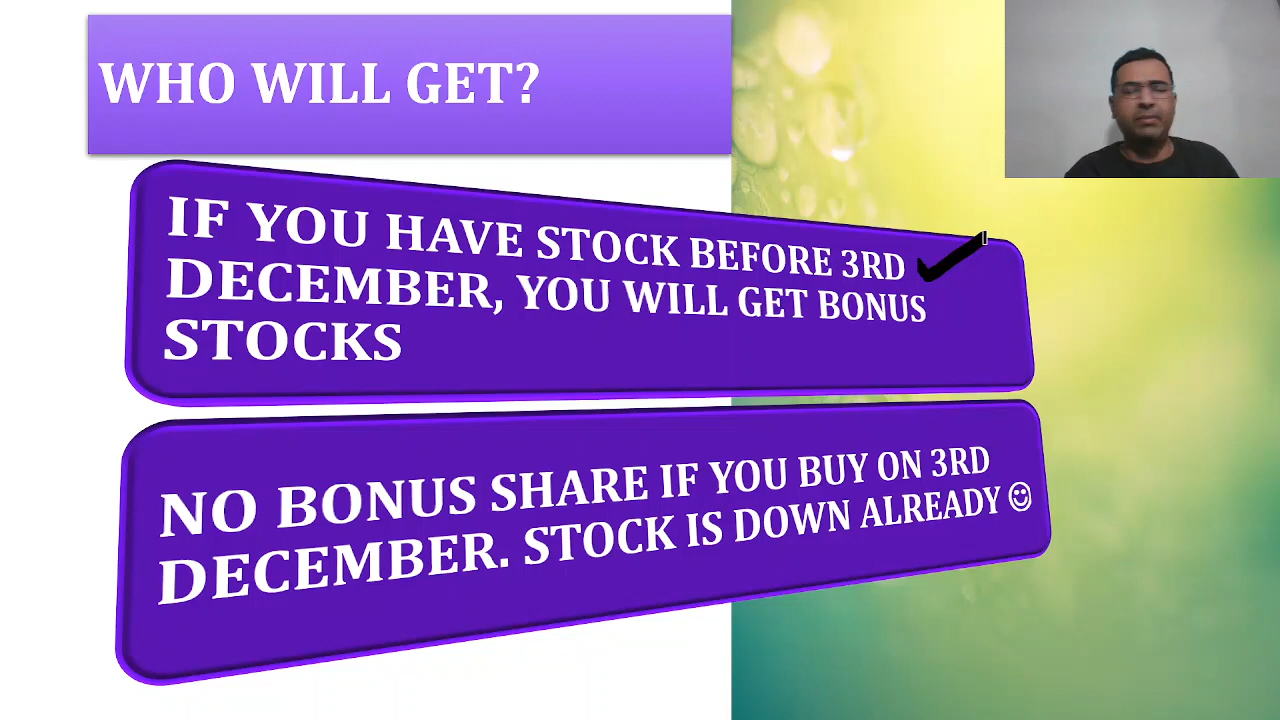 WHO WILL GET?
IF YOU HAVE STOCK BEFORE 3RD
DECEMBER, YOU WILL GET BONUS
STOCKS
NO BONUS SHARE IF YOU BUY ON 3RD
DECEMBER. STOCK IS DOWN ALREADY ☺